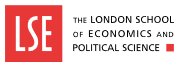 LSE
THE LONDON SCHOOL
OF ECONOMICS AND
POLITICAL SCIENCE